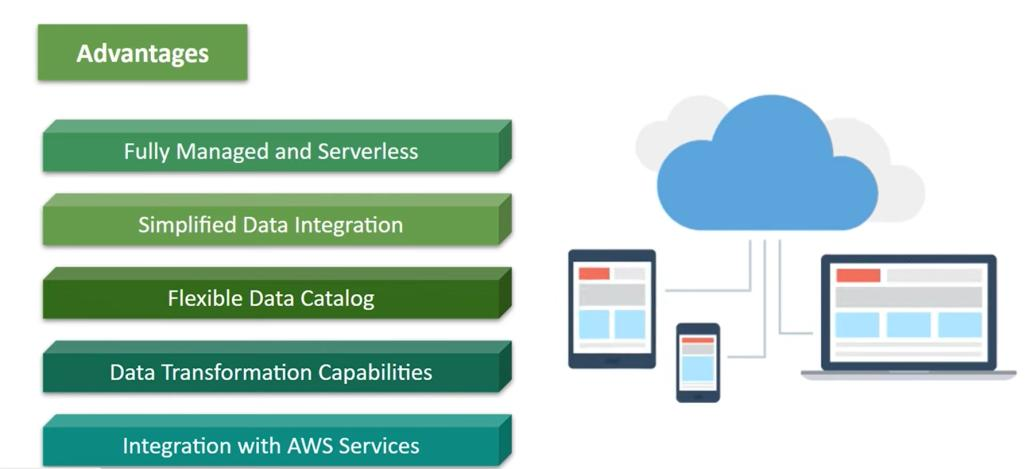 Advantages
Fully Managed and Serverless
Simplified Data Integration
Flexible Data Catalog
Data Transformation Capabilities
Integration with AWS Services